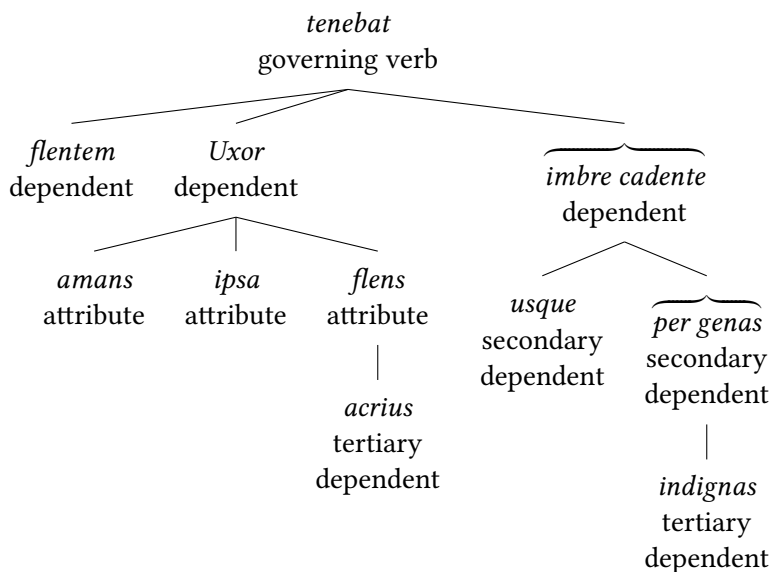 tenebat
governing verb
flentem
dependent
Uxor
dependent
imbre cadente
dependent
amans
attribute
ipsa
attribute
flens
attribute
usque
secondary
dependent
per genas
secondary
dependent
acrius
tertiary
dependent
indignas
tertiary
dependent